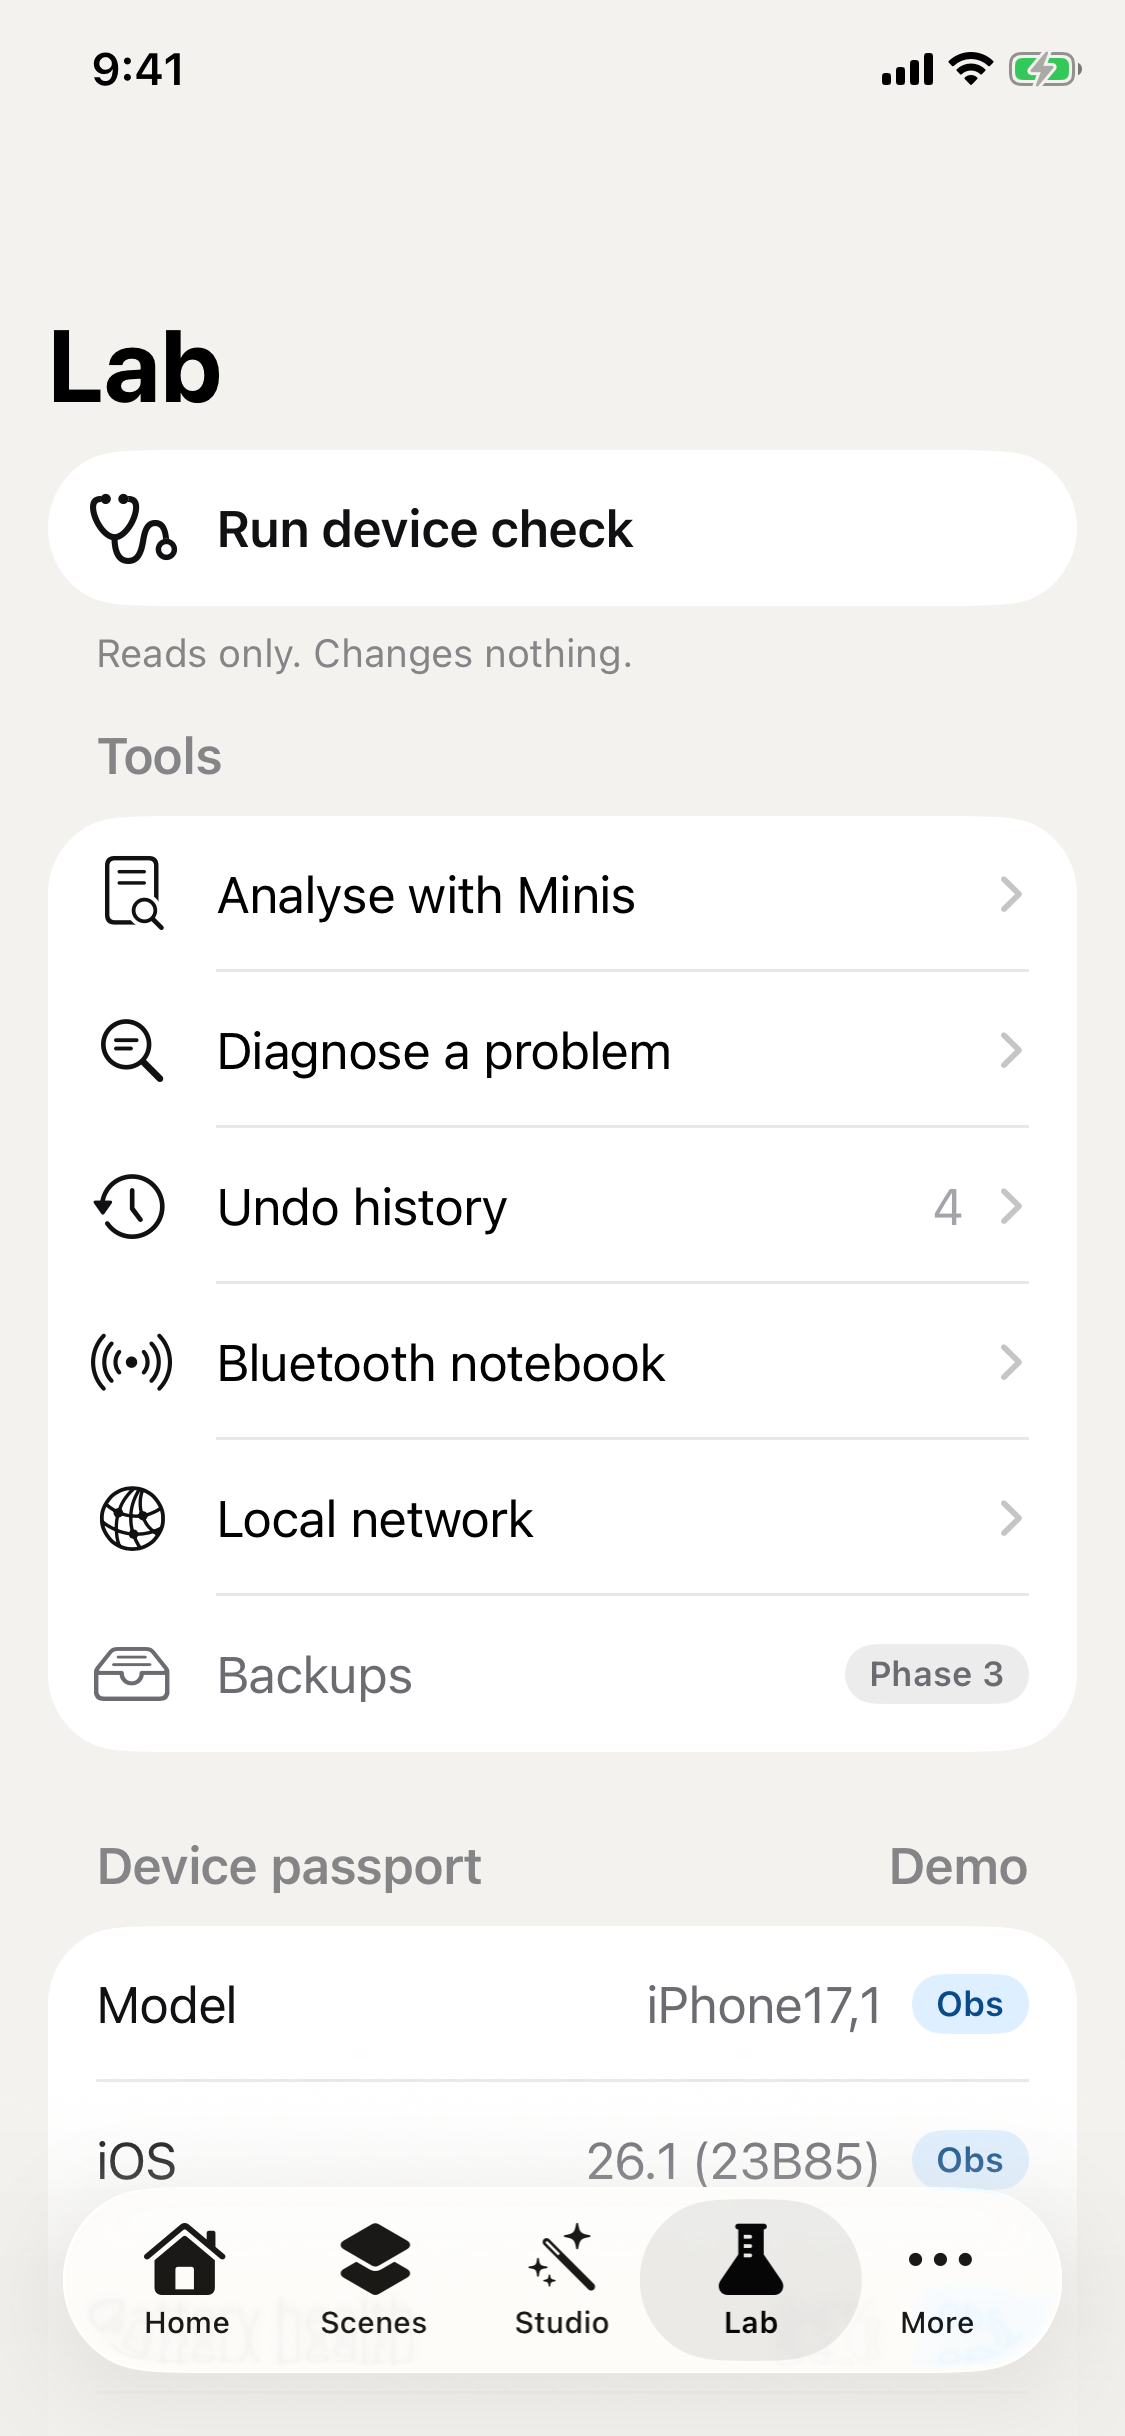 9:41
Lab
Run device check
Reads only. Changes nothing.
Tools
Analyse with Minis
Diagnose a problem
Undo history 4
Bluetooth notebook
Local network
Backups Phase 3
Device passport Demo
Model iPhone17,1 Obs
iOS 26.1 (23B85) Obs
Home Scenes Studio Lab More